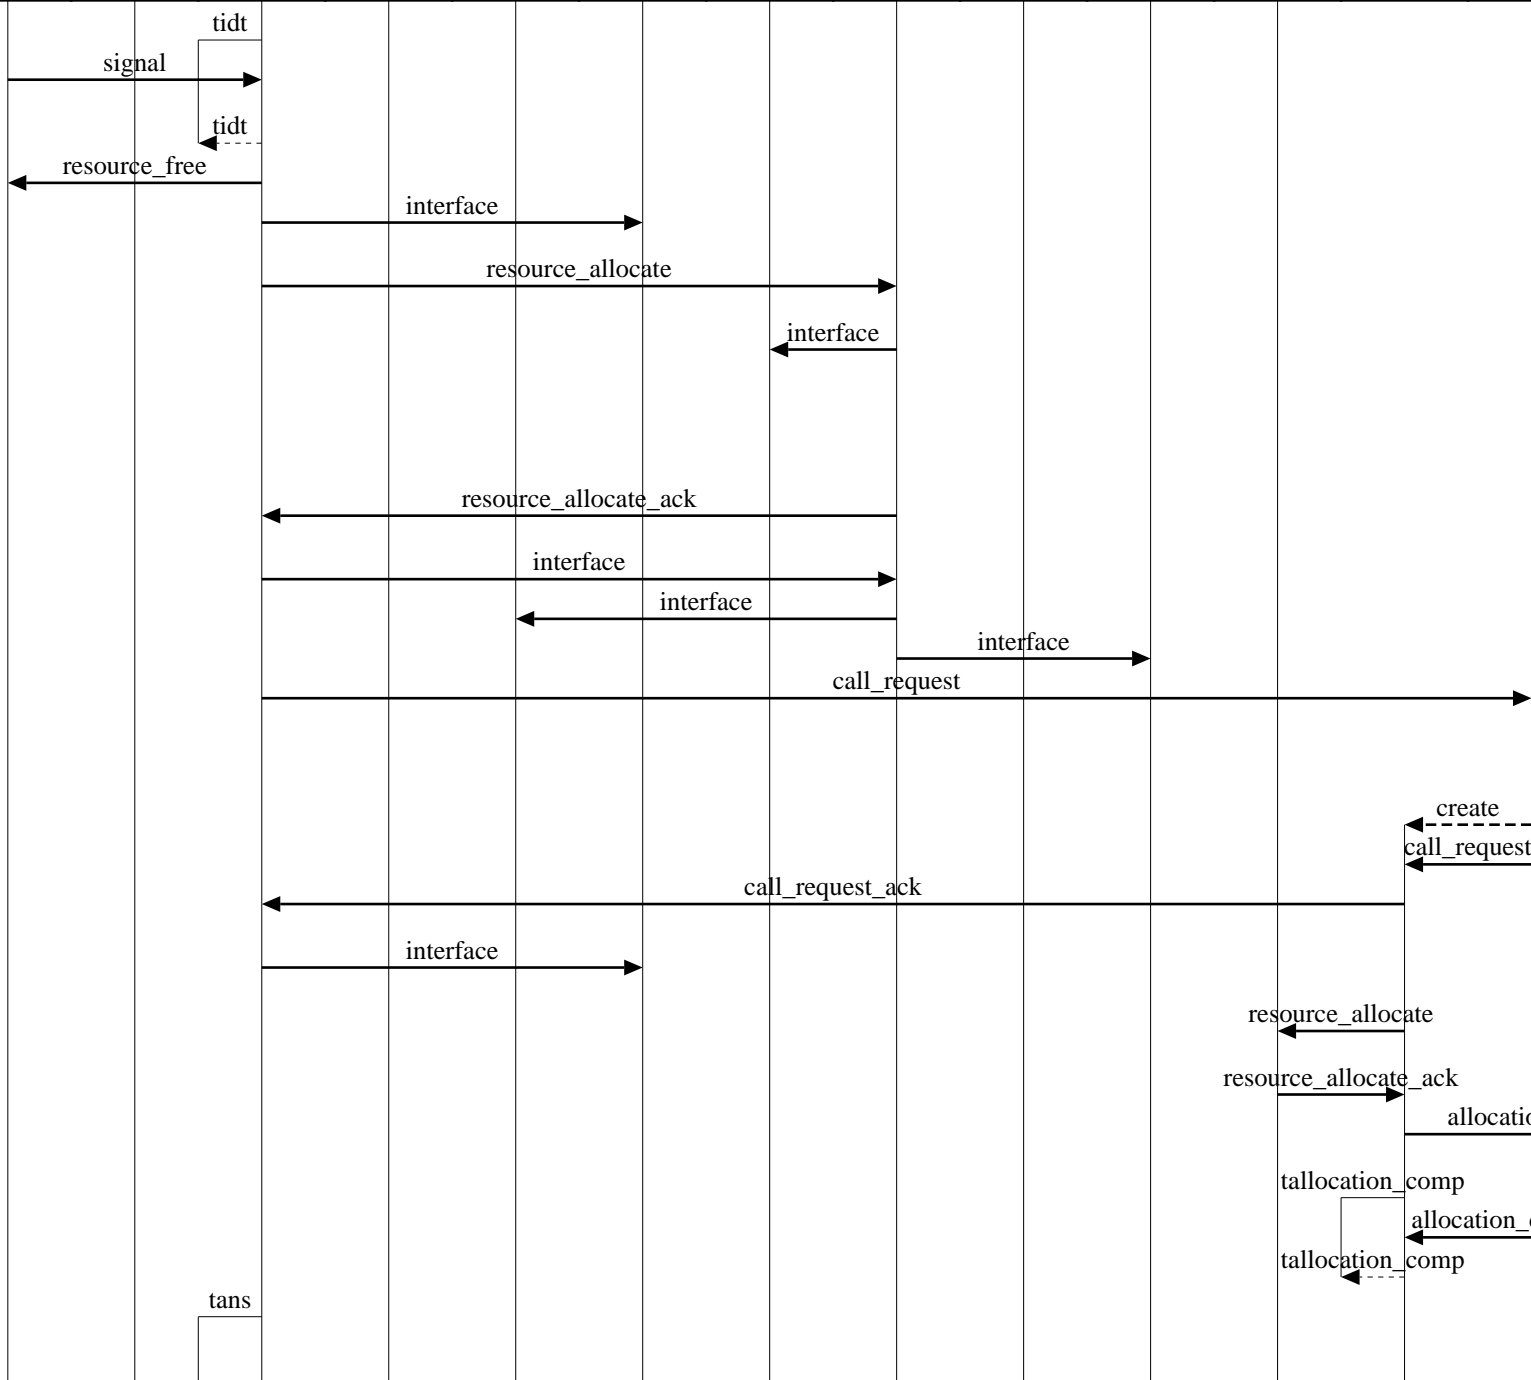 tidt
signal
tidt
resource_free
interface
resource_allocate
interface
resource_allocate_ack
interface
interface
interface
call_request
create
call_request
call_request_ack
interface
resource_allocate
resource_allocate_ack
tallocation_comp
tallocation_comp
tans